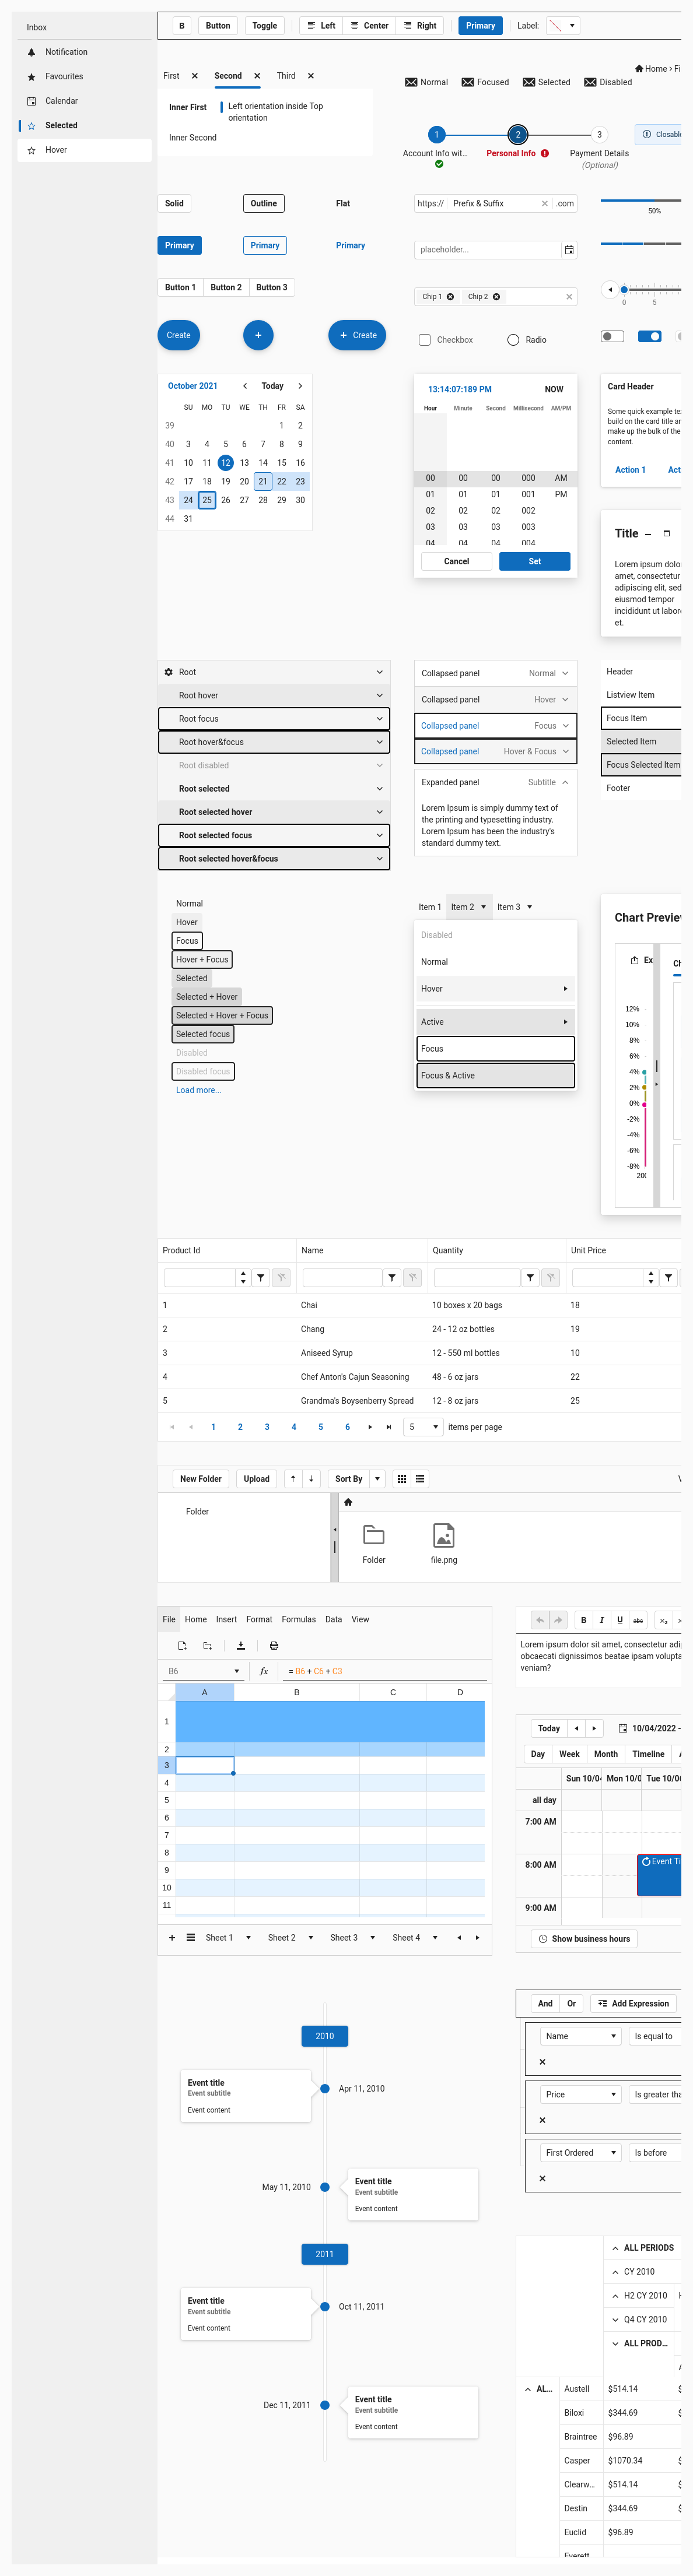 Inbox
Notification
Favourites
Calendar
Selected
Hover
B Button Toggle Left Center Right Primary Label:
First Second Third
Inner First
Left orientation inside Top
orientation
Inner Second
Home
Normal Focused Selected Disabled
1 2 3
Account Info wit... Personal Info Payment Details
(Optional)
Closable
Solid Outline Flat
Primary Primary Primary
Button 1 Button 2 Button 3
Create Create
https:// Prefix & Suffix .com
placeholder...
Chip 1 Chip 2
Checkbox Radio
50%
0 5
October 2021 Today
SU MO TU WE TH FR SA
39 1 2
40 3 4 5 6 7 8 9
41 10 11 12 13 14 15 16
42 17 18 19 20 21 22 23
43 24 25 26 27 28 29 30
44 31
13:14:07:189 PM NOW
Hour Minute Second Millisecond AM/PM
00 00 00 000 AM
01 01 01 001 PM
02 02 02 002
03 03 03 003
04 04 04 004
Cancel Set
Card Header
Some quick example
build on the card title
make up the bulk of the
content.
Action 1
Title
Lorem ipsum dolor
amet, consectetur
adipiscing elit, sed
eiusmod tempor
incididunt ut labore
et.
Root
Root hover
Root focus
Root hover&focus
Root disabled
Root selected
Root selected hover
Root selected focus
Root selected hover&focus
Collapsed panel Normal
Collapsed panel Hover
Collapsed panel Focus
Collapsed panel Hover & Focus
Expanded panel Subtitle
Lorem Ipsum is simply dummy text of
the printing and typesetting industry.
Lorem Ipsum has been the industry's
standard dummy text.
Header
Listview Item
Focus Item
Selected Item
Focus Selected Item
Footer
Normal
Hover
Focus
Hover + Focus
Selected
Selected + Hover
Selected + Hover + Focus
Selected focus
Disabled
Disabled focus
Load more...
Item 1 Item 2 Item 3
Disabled
Normal
Hover
Active
Focus
Focus & Active
Chart Preview
Ex
12%
10%
8%
6%
4%
2%
0%
-2%
-4%
-6%
-8%
Product Id Name Quantity Unit Price
1 Chai 10 boxes x 20 bags 18
2 Chang 24 - 12 oz bottles 19
3 Aniseed Syrup 12 - 550 ml bottles 10
4 Chef Anton's Cajun Seasoning 48 - 6 oz jars 22
5 Grandma's Boysenberry Spread 12 - 8 oz jars 25
1 2 3 4 5 6 5 items per page
New Folder Upload Sort By
Folder
Folder file.png
File Home Insert Format Formulas Data View
B6 fx = B6 + C6 + C3
A B C D
1
2
3
4
5
6
7
8
9
10
11
Sheet 1 Sheet 2 Sheet 3 Sheet 4
B I U abc X₂
Lorem ipsum dolor sit amet, consectetur
obcaecati dignissimos beatae ipsam
veniam?
Today 10/04/2022 -
Day Week Month Timeline
Sun Mon Tue
all day
7:00 AM
8:00 AM Event
9:00 AM
Show business hours
2010
Event title
Event subtitle
Event content
Apr 11, 2010
May 11, 2010
Event title
Event subtitle
Event content
2011
Event title
Event subtitle
Event content
Oct 11, 2011
Dec 11, 2011
Event title
Event subtitle
Event content
And Or Add Expression
Name Is equal to
Price Is greater
First Ordered Is before
ALL PERIODS
CY 2010
H2 CY 2010
Q4 CY 2010
ALL PROD...
AL... Austell $514.14
Biloxi $344.69
Braintree $96.89
Casper $1070.34
Clearw... $514.14
Destin $344.69
Euclid $96.89
Everett